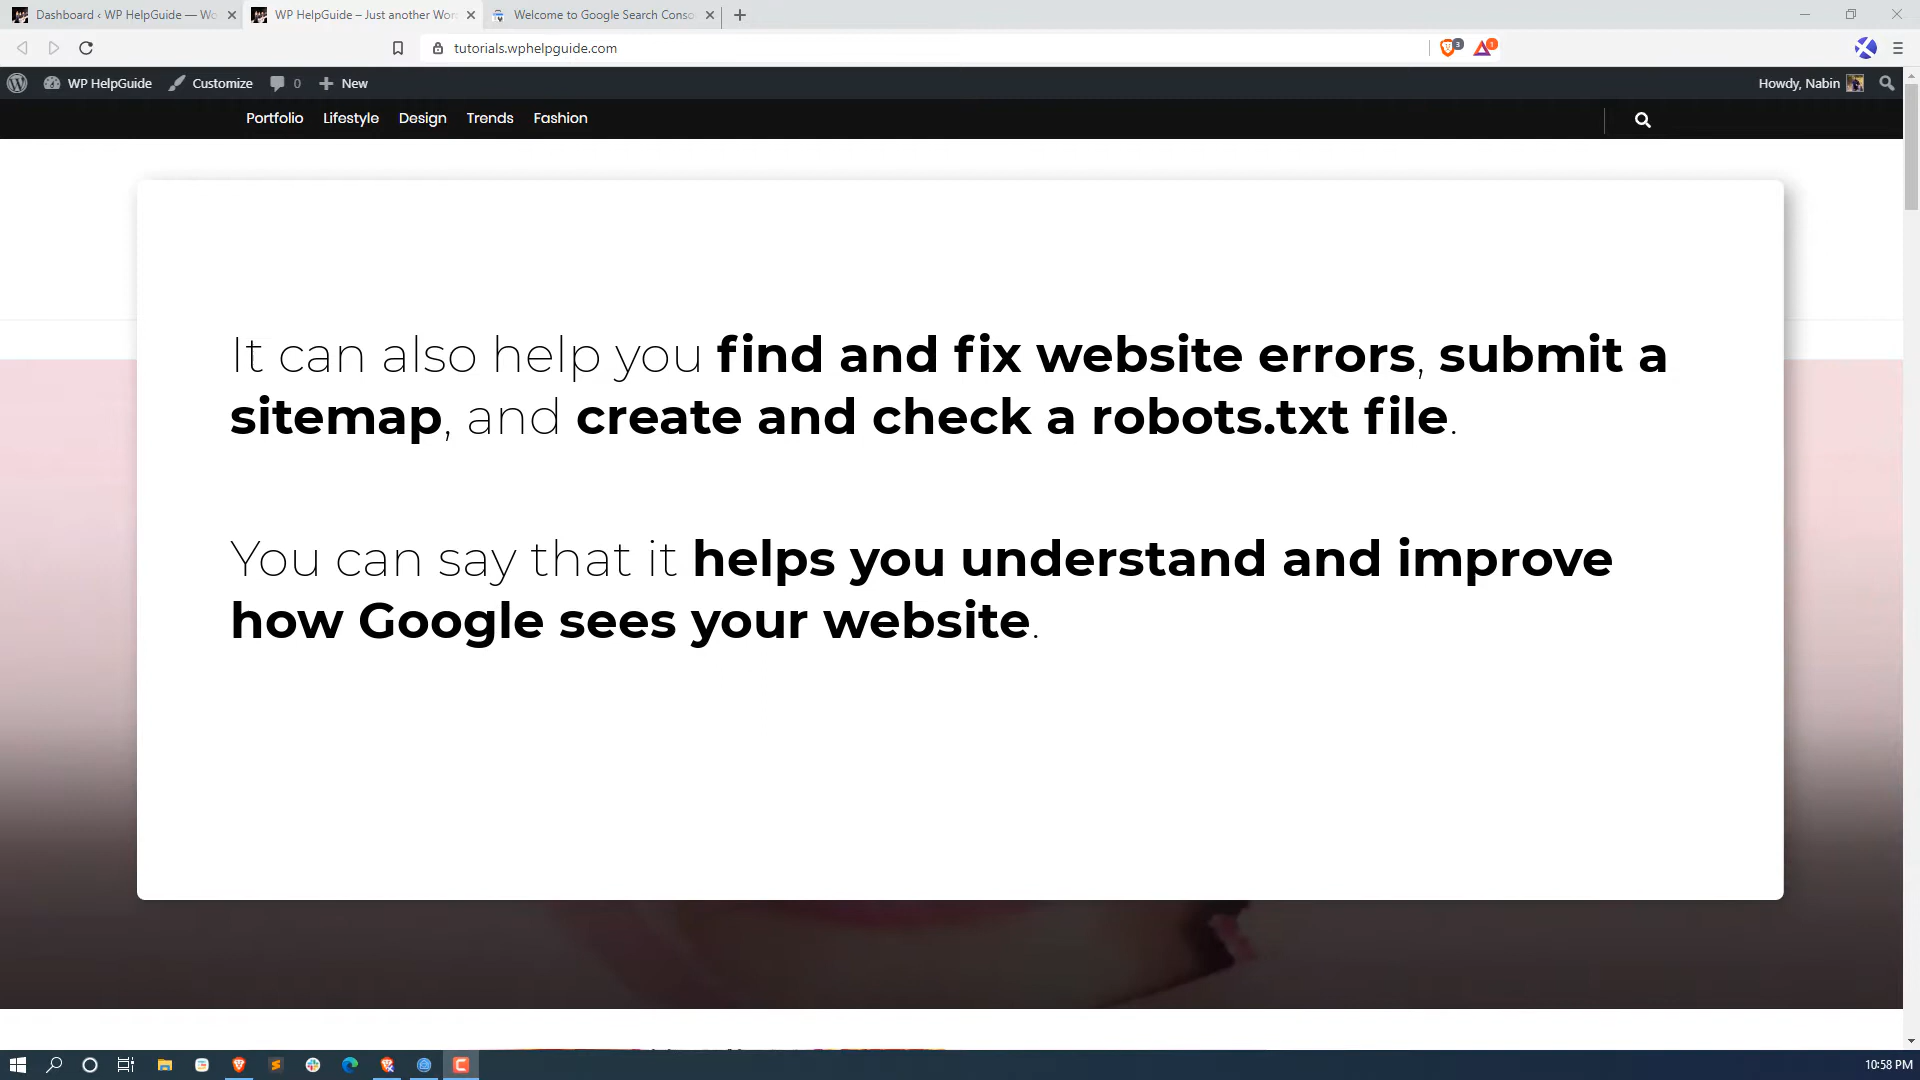 Dashboard ‹ WP HelpGuide — Wo
WP HelpGuide – Just another Wor
Welcome to Google Search Conso
tutorials.wphelpguide.com
3
1
WP HelpGuide
Customize
0
New
Howdy, Nabin
Portfolio
Lifestyle
Design
Trends
Fashion
It can also help you find and fix website errors, submit a
sitemap, and create and check a robots.txt file.
You can say that it helps you understand and improve
how Google sees your website.
10:58 PM